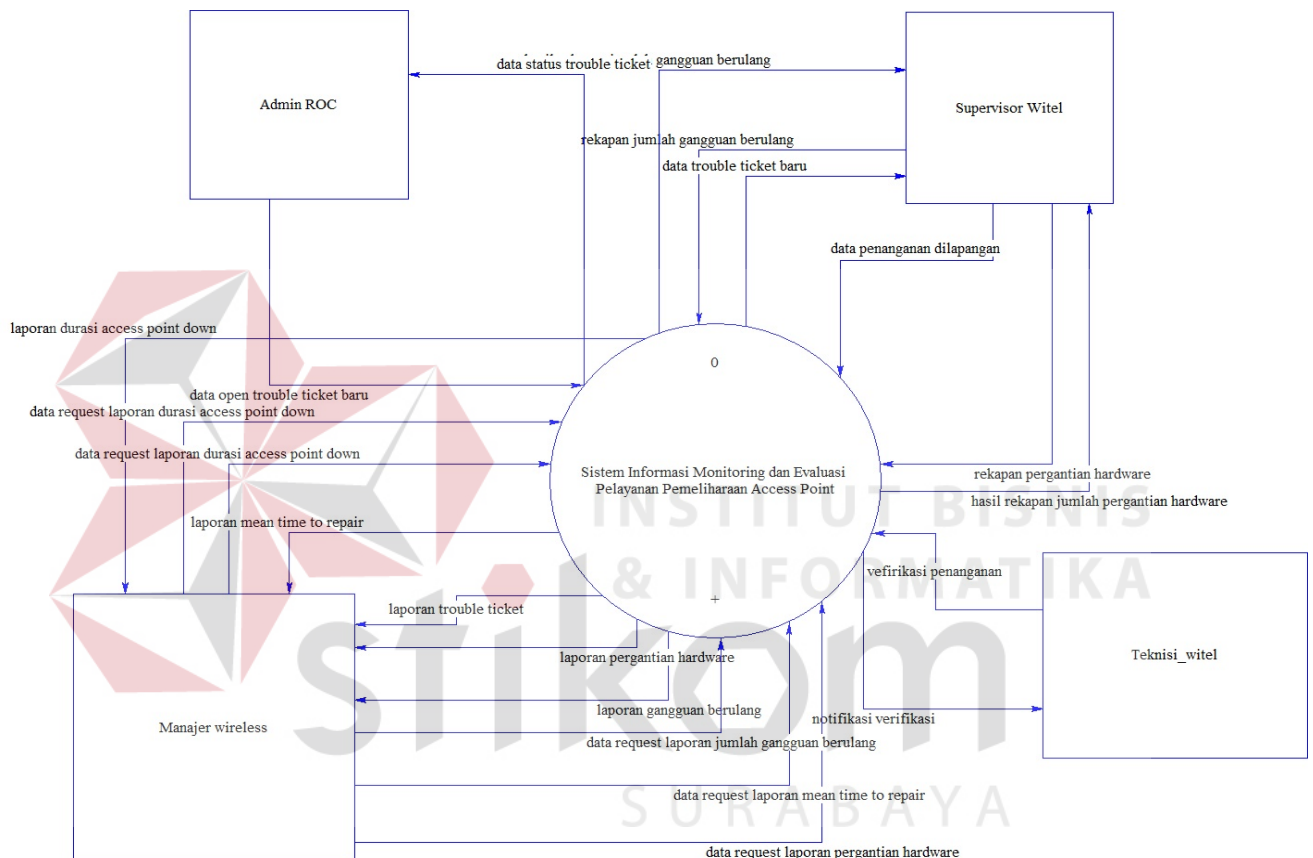 gangguan berulang
data status trouble ticket
Admin ROC
Supervisor Witel
rekapan jumlah gangguan berulang
data trouble ticket baru
data penanganan dilapangan
laporan durasi access point down
0
data open trouble ticket baru
data request laporan durasi access point down
data request laporan durasi access point down
Sistem Informasi Monitoring dan Evaluasi
Pelayanan Pemeliharaan Access Point
rekapan pergantian hardware
hasil rekapan jumlah pergantian hardware
INSTITUT BISNIS
& INFORMATIKA
laporan mean time to repair
vefirikasi penanganan
+
laporan trouble ticket
laporan pergantian hardware
Teknisi_witel
stikom
laporan gangguan berulang
notifikasi verifikasi
Manajer wireless
data request laporan jumlah gangguan berulang
data request laporan mean time to repair
SURABAYA
data request laporan pergantian hardware